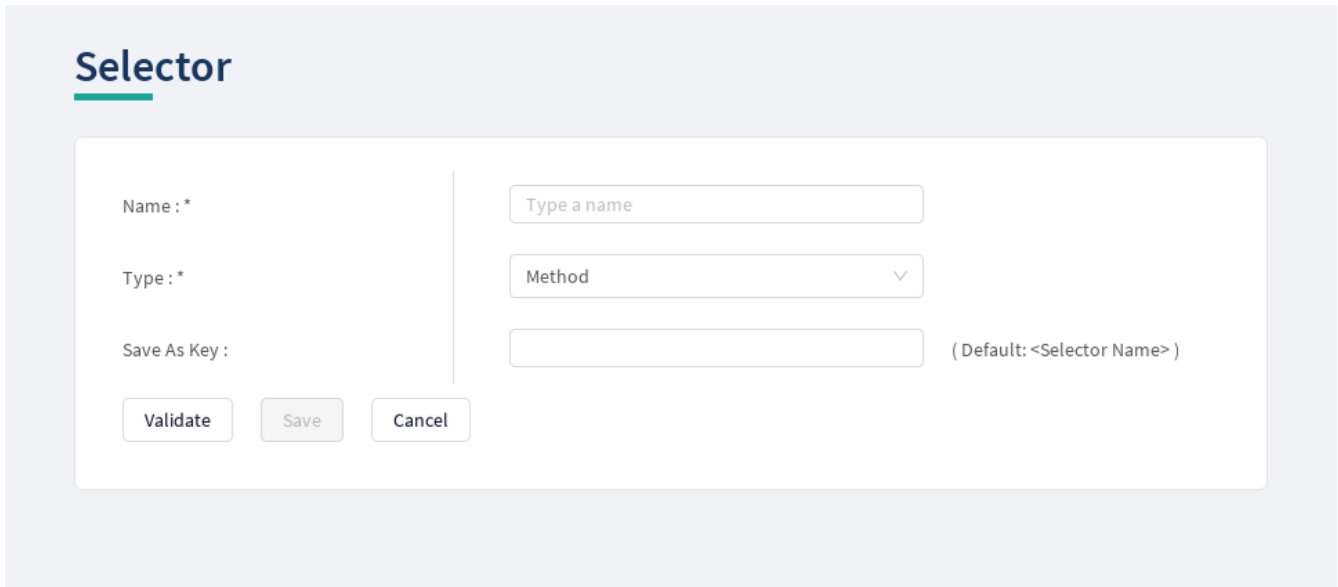 Selector
Name : * Type a name
Type : * Method
Save As Key : ( Default: <Selector Name> )
Validate Save Cancel